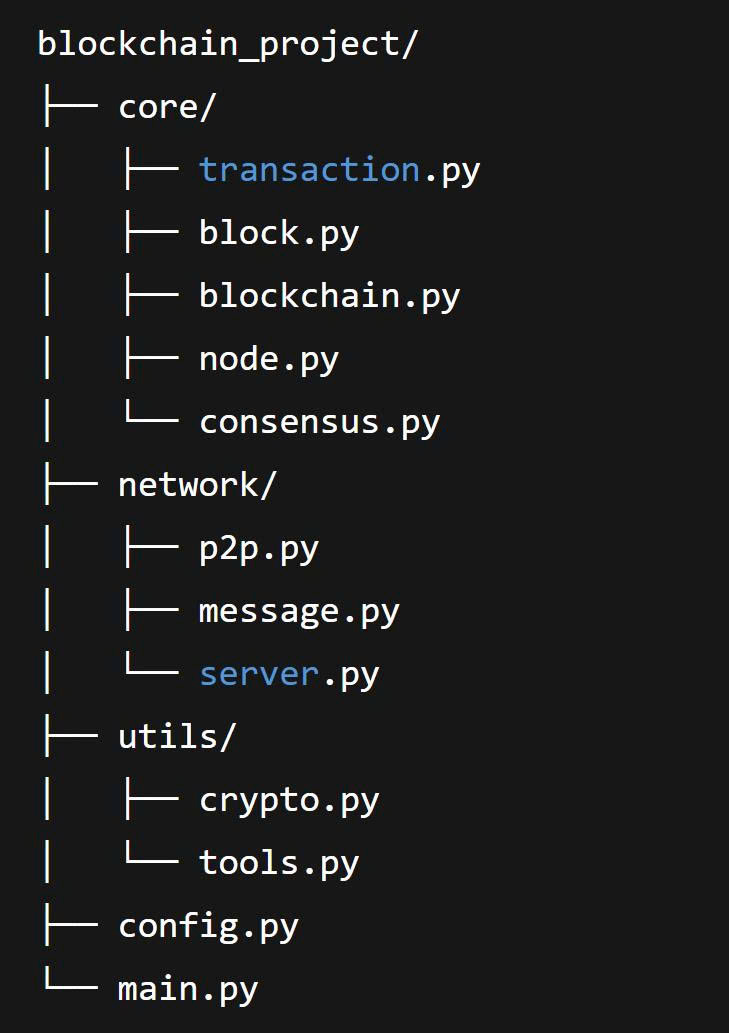 blockchain_project/
├── core/
│   ├── transaction.py
│   ├── block.py
│   ├── blockchain.py
│   ├── node.py
│   └── consensus.py
├── network/
│   ├── p2p.py
│   ├── message.py
│   └── server.py
├── utils/
│   ├── crypto.py
│   └── tools.py
├── config.py
└── main.py